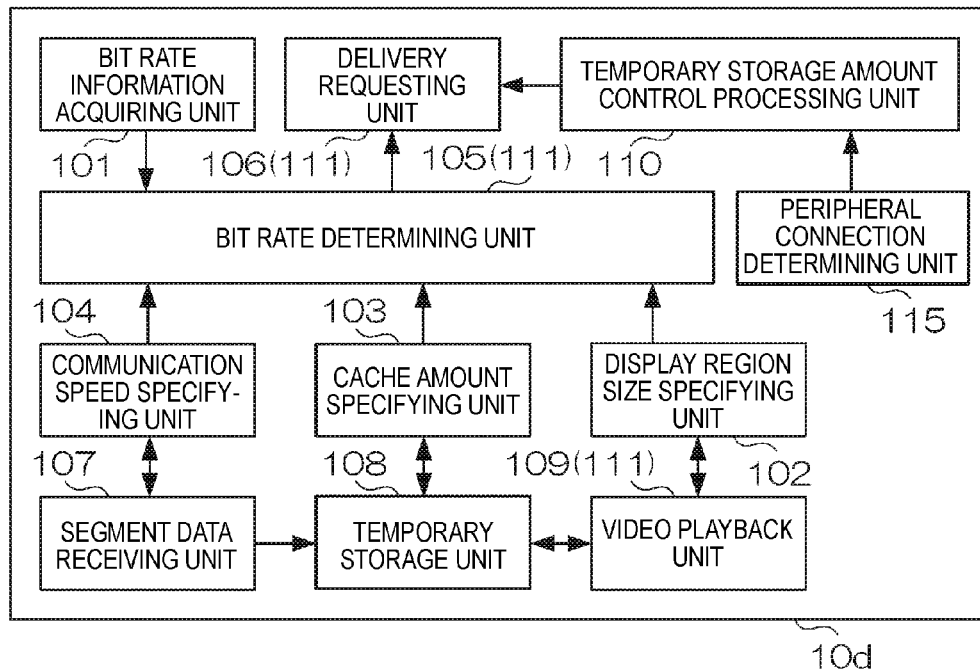 BIT RATE
INFORMATION
ACQUIRING UNIT
DELIVERY
REQUESTING
UNIT
TEMPORARY STORAGE AMOUNT
CONTROL PROCESSING UNIT
101
106(111)
105(111)
110
BIT RATE DETERMINING UNIT
PERIPHERAL
CONNECTION
DETERMINING UNIT
115
104
103
COMMUNICATION
SPEED SPECIFY-
ING UNIT
CACHE AMOUNT
SPECIFYING UNIT
DISPLAY REGION
SIZE SPECIFYING
UNIT
107
108
109(111)
102
SEGMENT DATA
RECEIVING UNIT
TEMPORARY
STORAGE UNIT
VIDEO PLAYBACK
UNIT
10d